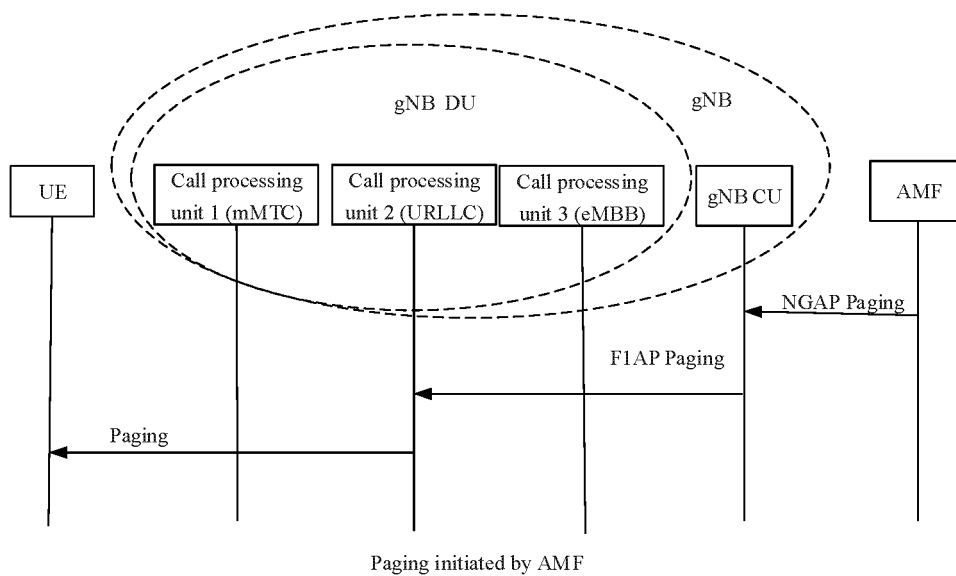 gNB DU
gNB
UE
Call processing
unit 1 (mMTC)
Call processing
unit 2 (URLLC)
Call processing
unit 3 (eMBB)
gNB CU
AMF
NGAP Paging
F1AP Paging
Paging
Paging initiated by AMF